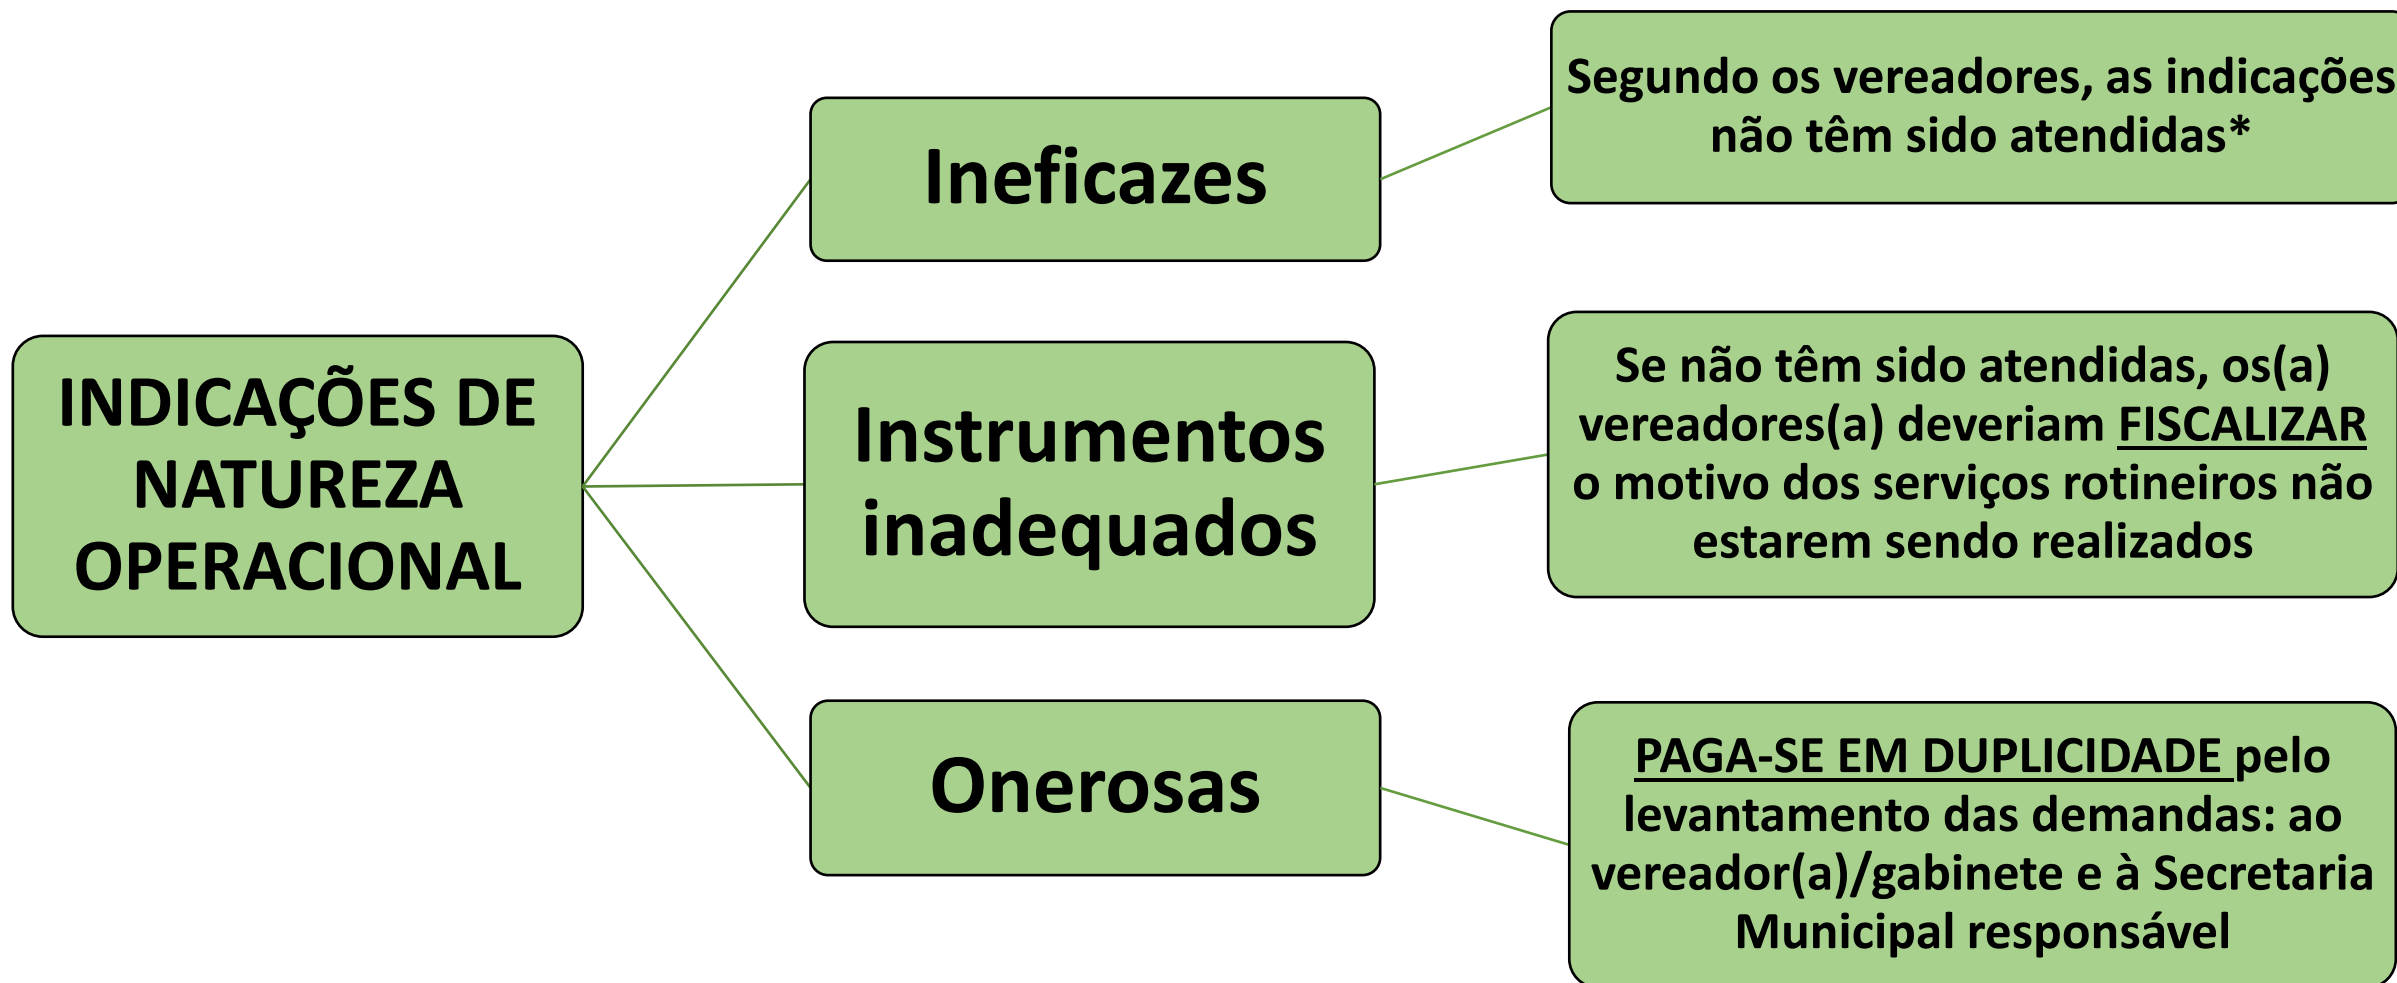 INDICAÇÕES DE
NATUREZA
OPERACIONAL
Ineficazes
Segundo os vereadores, as indicações
não têm sido atendidas*
Instrumentos
inadequados
Se não têm sido atendidas, os(a)
vereadores(a) deveriam FISCALIZAR
o motivo dos serviços rotineiros não
estarem sendo realizados
Onerosas
PAGA-SE EM DUPLICIDADE pelo
levantamento das demandas: ao
vereador(a)/gabinete e à Secretaria
Municipal responsável